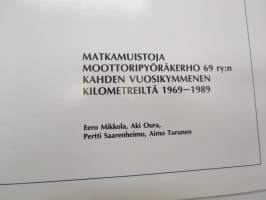 MATKAMUISTOJA
MOOTTORIPYÖRÄKERHO 69 ry:n
KAHDEN VUOSIKYMMENEN
KILOMETREILTÄ 1969—1989
Eero Mikkola, Aki Oura,
Pertti Saarenheimo, Aimo Turunen